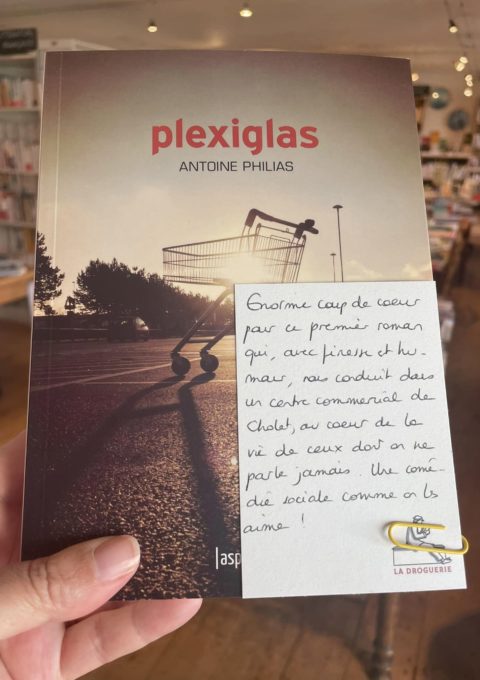 plexiglas
ANTOINE PHILIAS
Enorme coup de coeur
pour ce premier roman
qui, avec finesse et hu-
mour, nous conduit dans
un centre commercial de
Cholet, au coeur de la
vie de ceux dont on ne
parle jamais. Une comé-
die sociale comme on les
aime !
|asp
LA DROGUERIE